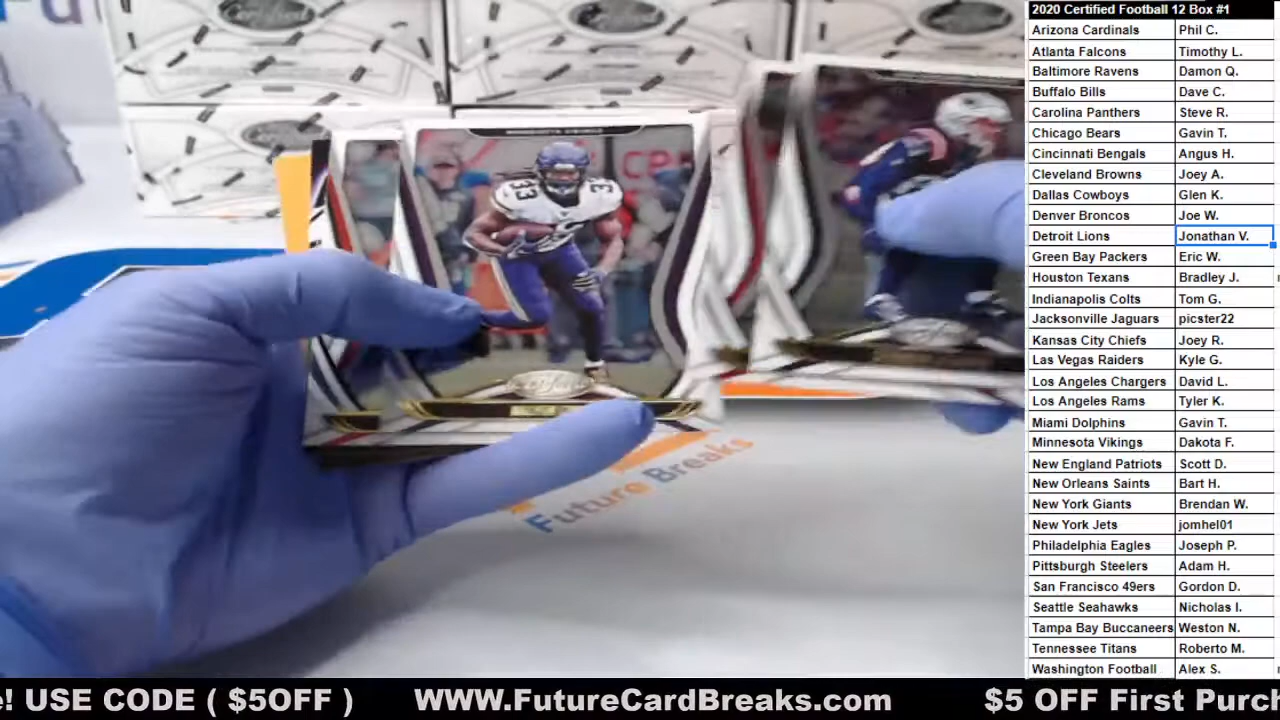 2020 Certified Football 12 Box #1
Arizona Cardinals Phil C.
Atlanta Falcons Timothy L.
Baltimore Ravens Damon Q.
Buffalo Bills Dave C.
Carolina Panthers Steve R.
Chicago Bears Gavin T.
Cincinnati Bengals Angus H.
Cleveland Browns Joey A.
Dallas Cowboys Glen K.
Denver Broncos Joe W.
Detroit Lions Jonathan V.
Green Bay Packers Eric W.
Houston Texans Bradley J.
Indianapolis Colts Tom G.
Jacksonville Jaguars picster22
Kansas City Chiefs Joey R.
Las Vegas Raiders Kyle G.
Los Angeles Chargers David L.
Los Angeles Rams Tyler K.
Miami Dolphins Gavin T.
Minnesota Vikings Dakota F.
New England Patriots Scott D.
New Orleans Saints Bart H.
New York Giants Brendan W.
New York Jets jomhel01
Philadelphia Eagles Joseph P.
Pittsburgh Steelers Adam H.
San Francisco 49ers Gordon D.
Seattle Seahawks Nicholas I.
Tampa Bay Buccaneers Weston N.
Tennessee Titans Roberto M.
Washington Football Alex S.
MINNESOTA VIKINGS
33 3
Future Breaks
e! USE CODE ( $5OFF ) WWW.FutureCardBreaks.com $5 OFF First Purch